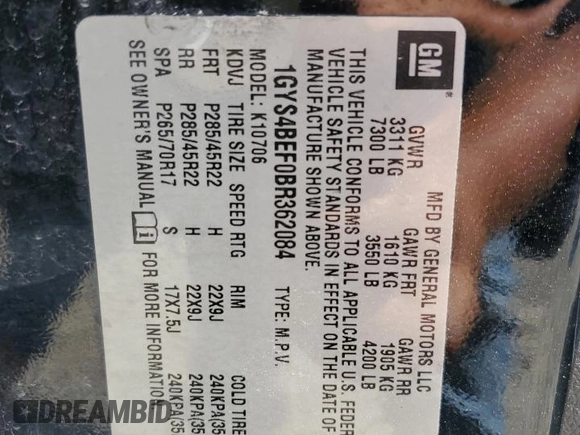 GM
®
MFD BY GENERAL MOTORS LLC
GVWR GAWR FRT GAWR RR
3311 KG 1610 KG 1905 KG
7300 LB 3550 LB 4200 LB
THIS VEHICLE CONFORMS TO ALL APPLICABLE U.S. FEDER
VEHICLE SAFETY STANDARDS IN EFFECT ON THE DATE OF
MANUFACTURE SHOWN ABOVE.
1GYS4BEF0BR362084 TYPE: M.P.V.
MODEL: K10706
KDVJ TIRE SIZE SPEED RTG RIM COLD TIRE
FRT P285/45R22 H 22X9J 240KPA(35
RR P285/45R22 H 22X9J 240KPA(35
SPA P265/70R17 S 17X7.5J 240KPA(35
SEE OWNER'S MANUAL i FOR MORE INFORMATION
DREAMBID